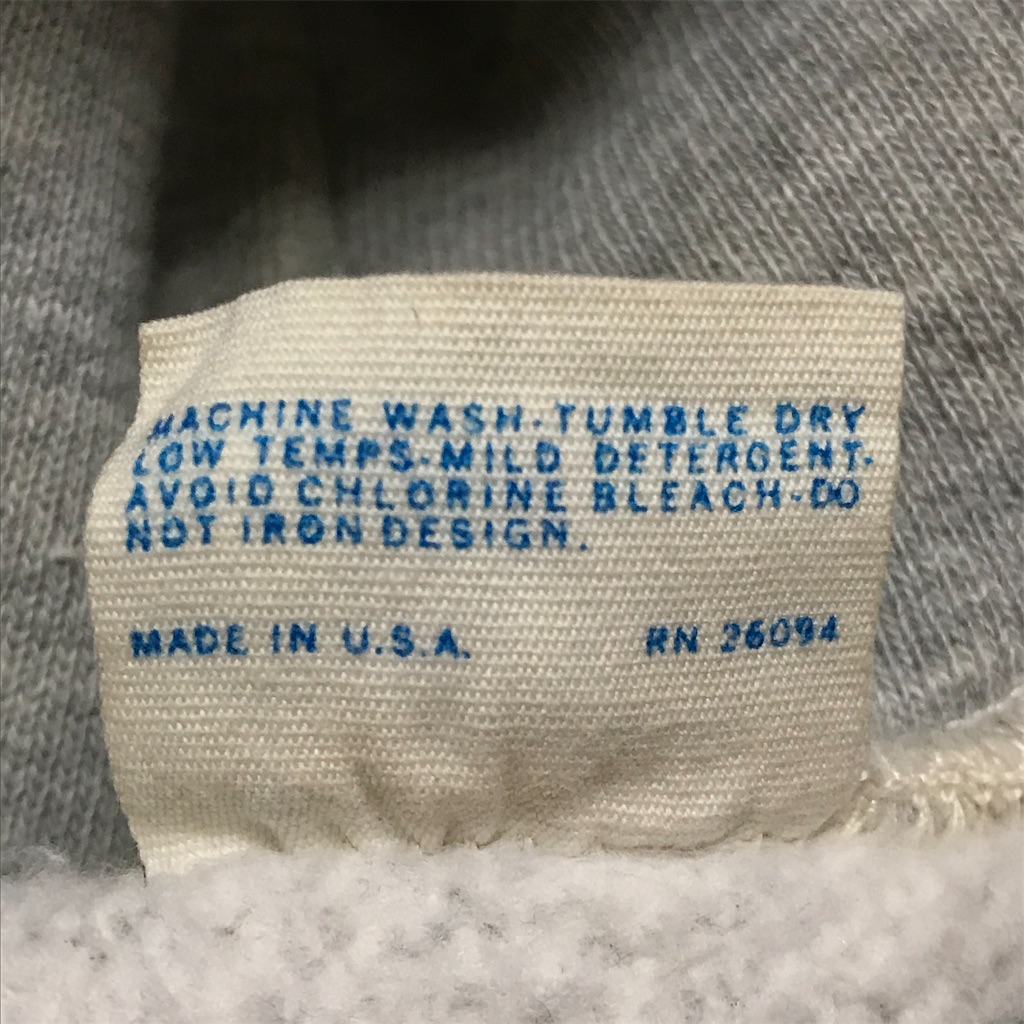 MACHINE WASH-TUMBLE DRY
LOW TEMPS-MILD DETERGENT-
AVOID CHLORINE BLEACH-DO
NOT IRON DESIGN.
MADE IN U.S.A. RN 26094